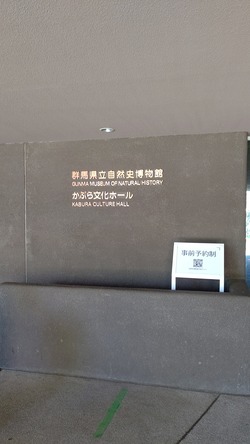 群馬県立自然史博物館
GUNMA MUSEUM OF NATURAL HISTORY
かぶら文化ホール
KABURA CULTURE HALL
事前予約制